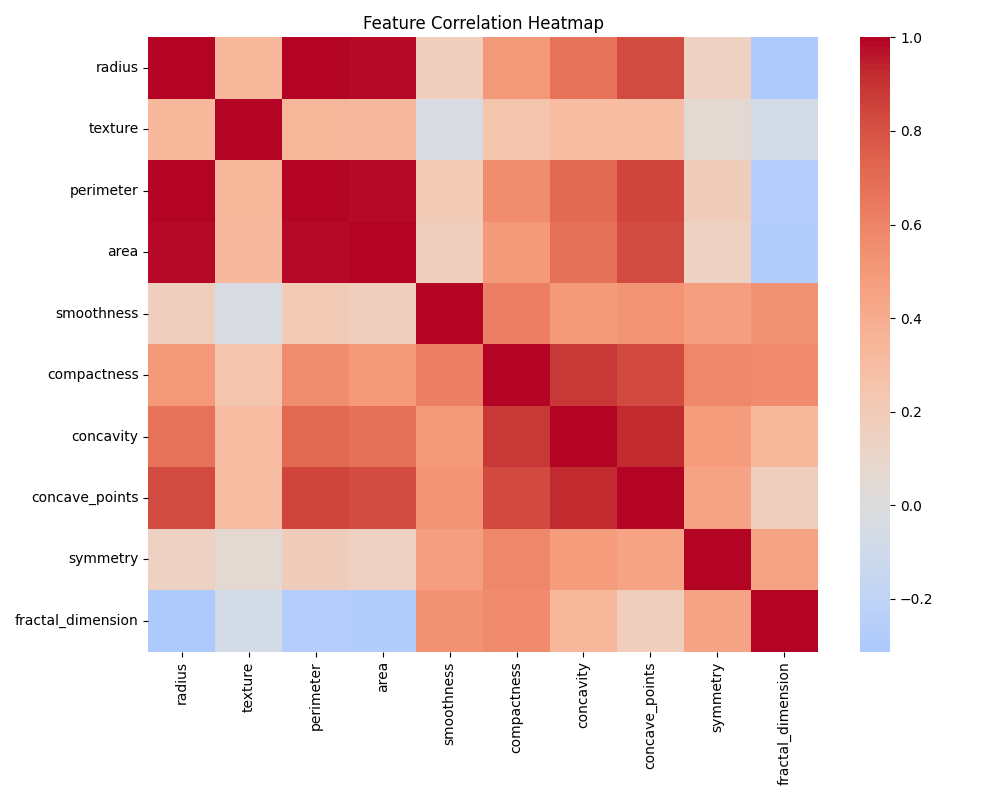 Feature Correlation Heatmap
radius
texture
perimeter
area
smoothness
compactness
concavity
concave_points
symmetry
fractal_dimension
radius
texture
perimeter
area
smoothness
compactness
concavity
concave_points
symmetry
fractal_dimension
1.0
0.8
0.6
0.4
0.2
0.0
−0.2